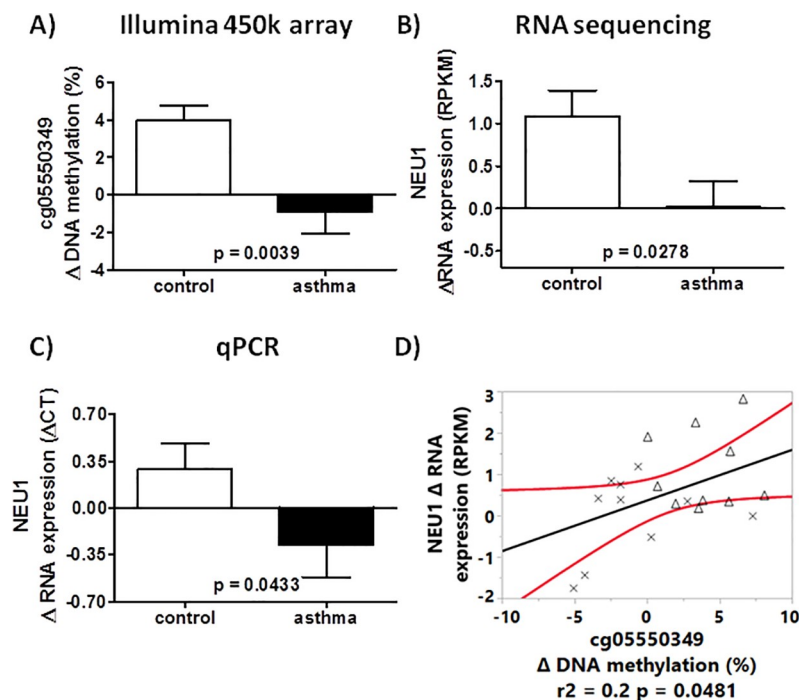 A) Illumina 450k array
cg05550349
Δ DNA methylation (%)
6
4
2
0
-2
-4
p = 0.0039
control asthma
B) RNA sequencing
NEU1
ΔRNA expression (RPKM)
1.5
1.0
0.5
0.0
-0.5
p = 0.0278
control asthma
C) qPCR
NEU1
Δ RNA expression (ΔCT)
0.70
0.35
0.00
-0.35
-0.70
p = 0.0433
control asthma
D)
NEU1 Δ RNA
expression (RPKM)
3
2
1
0
-1
-2
-10 -5 0 5 10
cg05550349
Δ DNA methylation (%)
r2 = 0.2 p = 0.0481